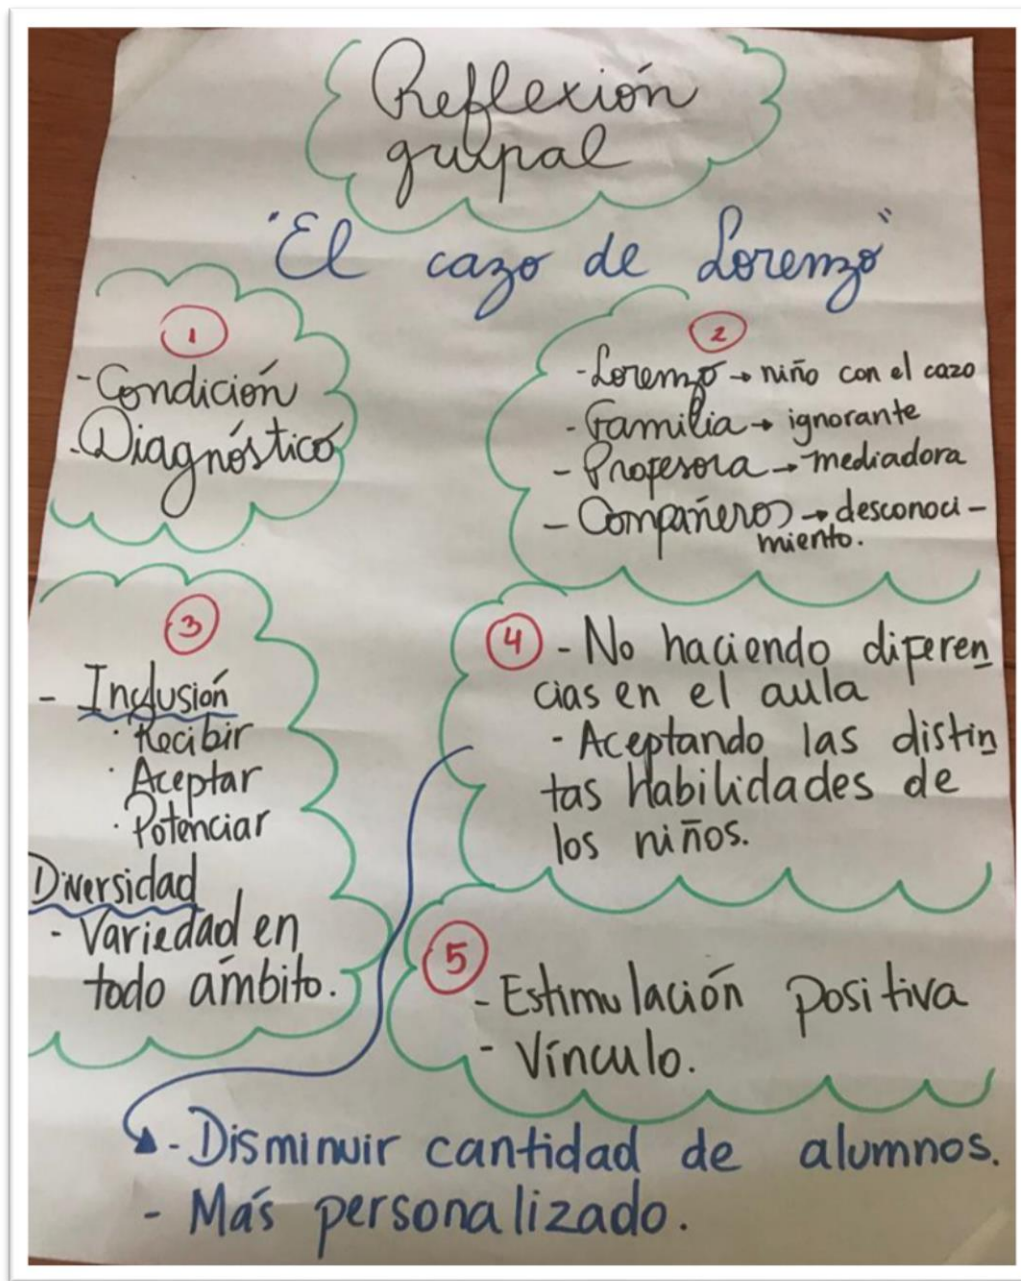 Reflexión
grupal
"El cazo de Lorenzo"
1
- Condición
- Diagnóstico
2
- Lorenzo → niño con el cazo
- Familia → ignorante
- Profesora → mediadora
- Compañeros → desconoci-
miento.
3
- Inclusión
· Recibir
· Aceptar
· Potenciar
Diversidad
- Variedad en
todo ámbito.
4 - No haciendo diferen
cias en el aula
- Aceptando las distin
tas Habilidades de
los niños.
5
- Estimulación positiva
- Vínculo.
- Disminuir cantidad de alumnos.
- Más personalizado.